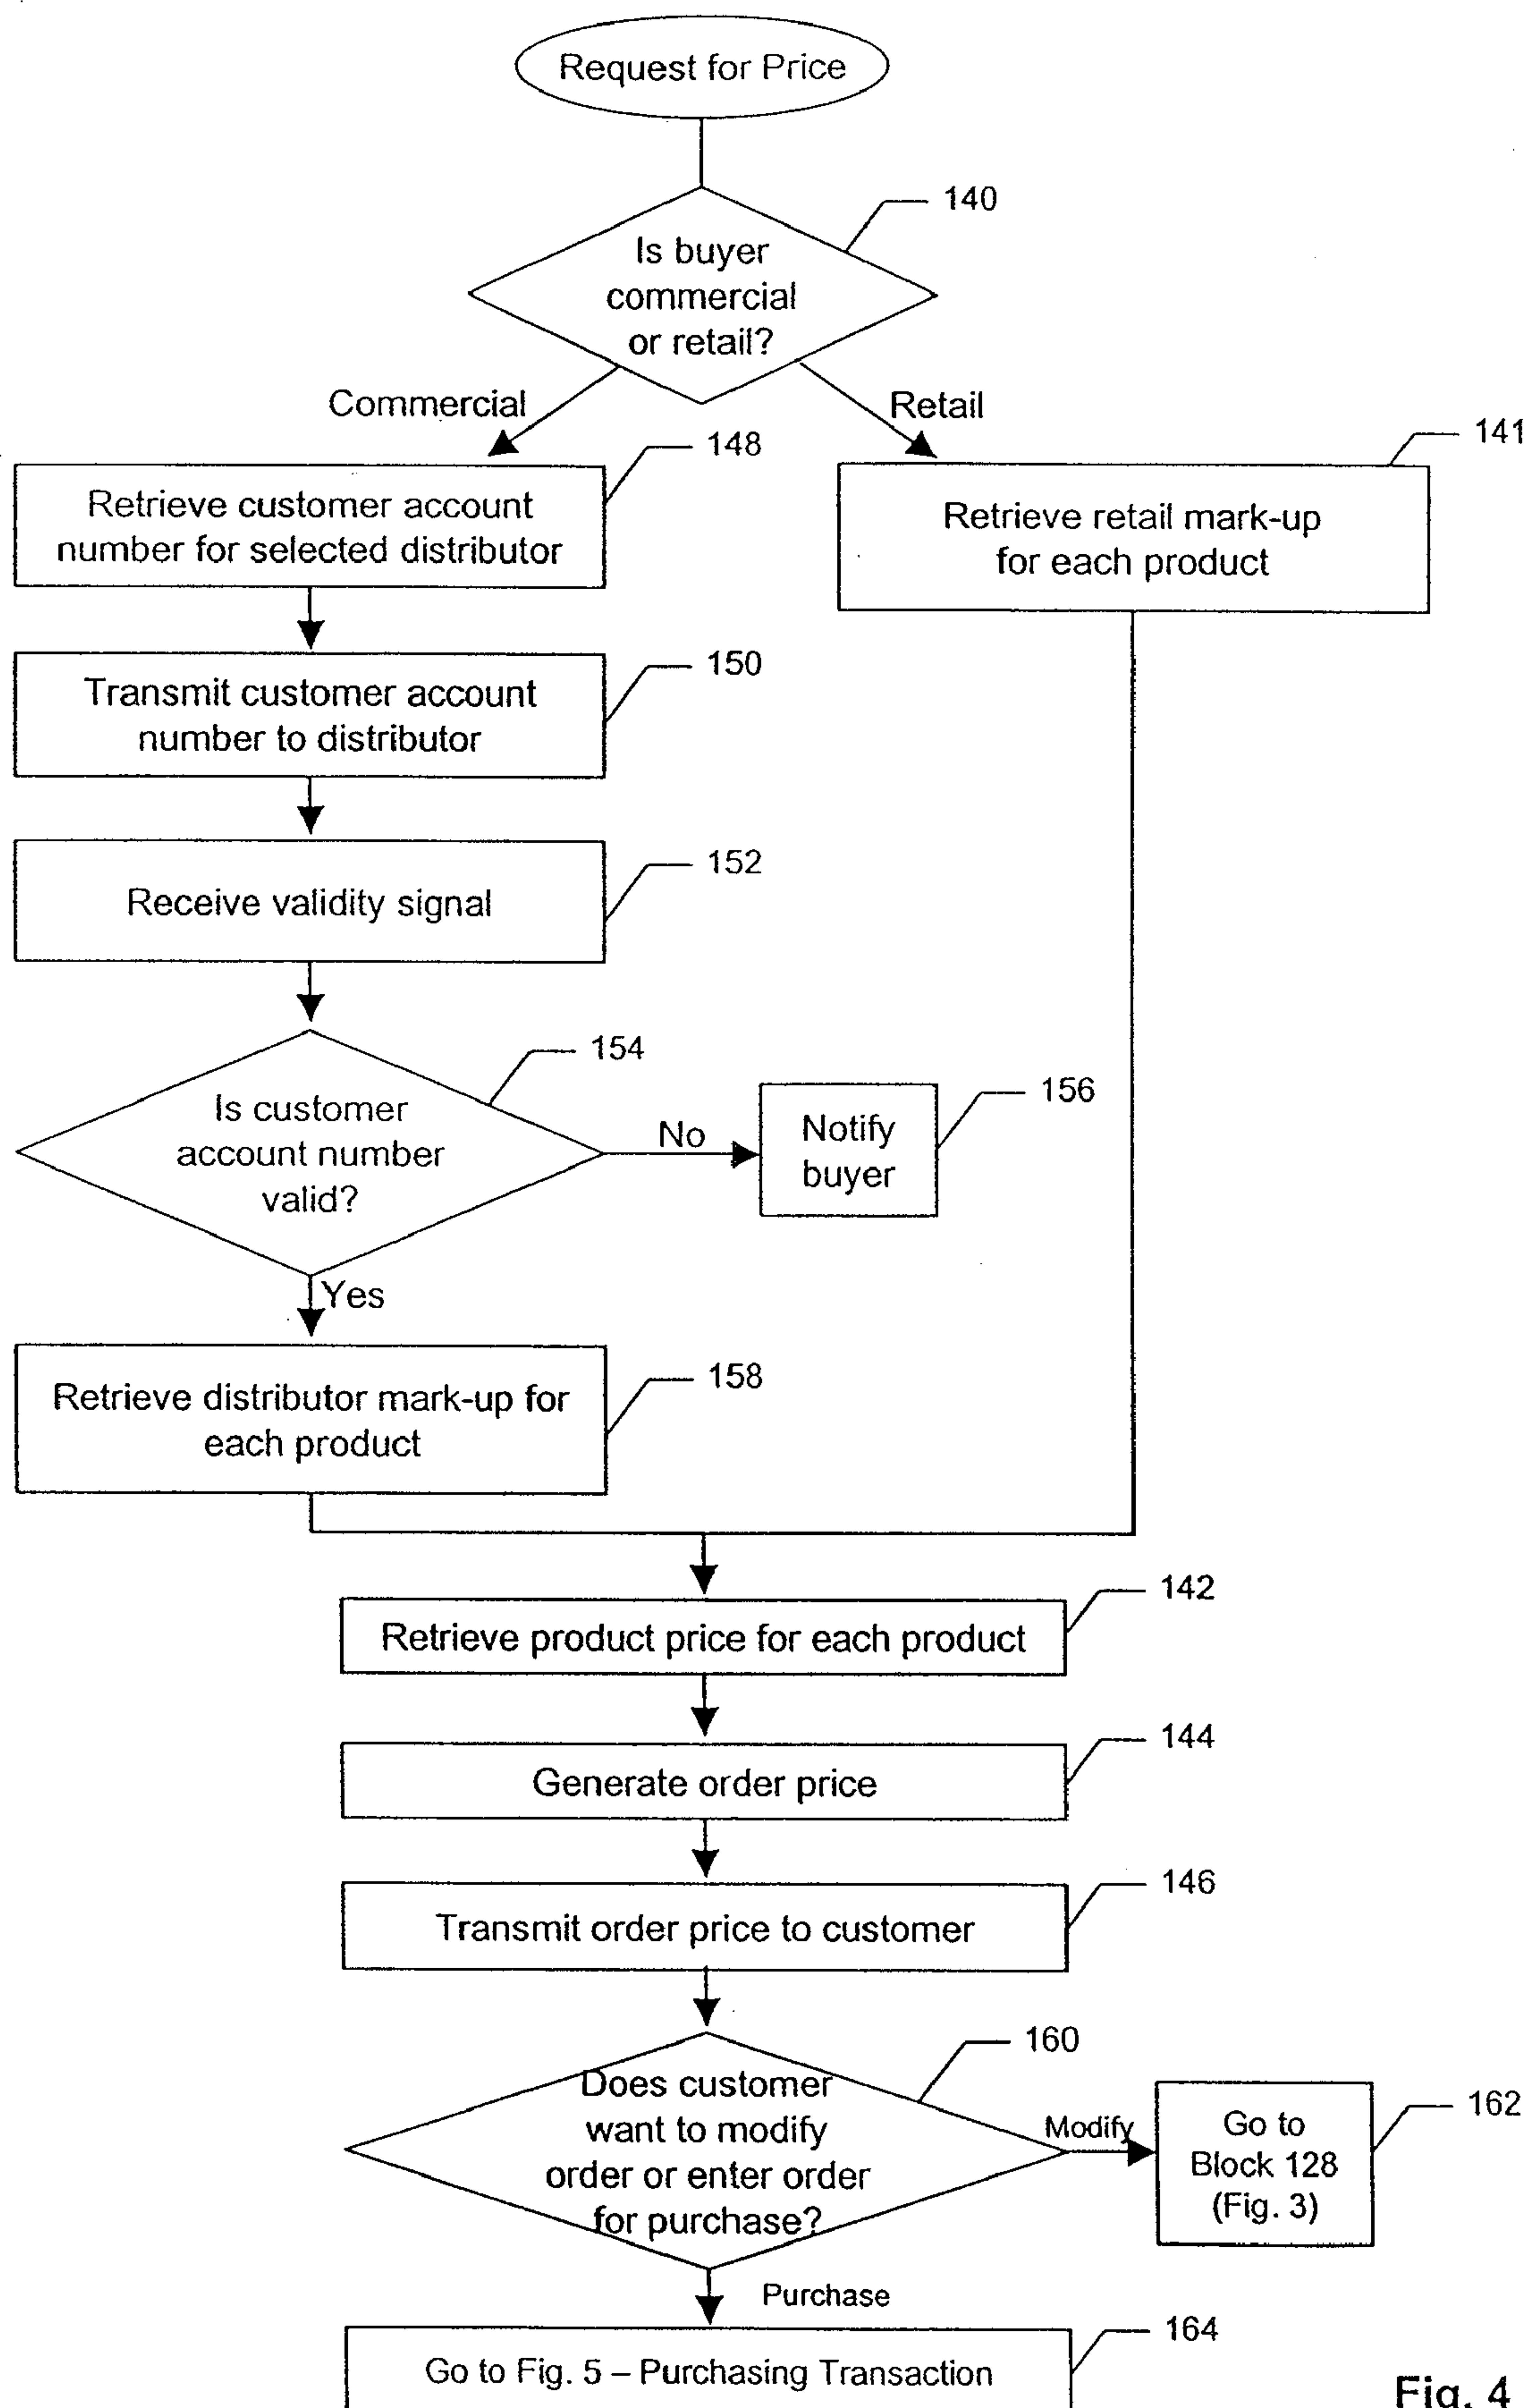 Request for Price
140
Is buyer
commercial
or retail?
Commercial
Retail
148
141
Retrieve customer account
number for selected distributor
Retrieve retail mark-up
for each product
150
Transmit customer account
number to distributor
152
Receive validity signal
154
Is customer
account number
valid?
No
156
Notify
buyer
Yes
158
Retrieve distributor mark-up for
each product
142
Retrieve product price for each product
144
Generate order price
146
Transmit order price to customer
160
Does customer
want to modify
order or enter order
for purchase?
Modify
162
Go to
Block 128
(Fig. 3)
Purchase
164
Go to Fig. 5 – Purchasing Transaction
Fig. 4